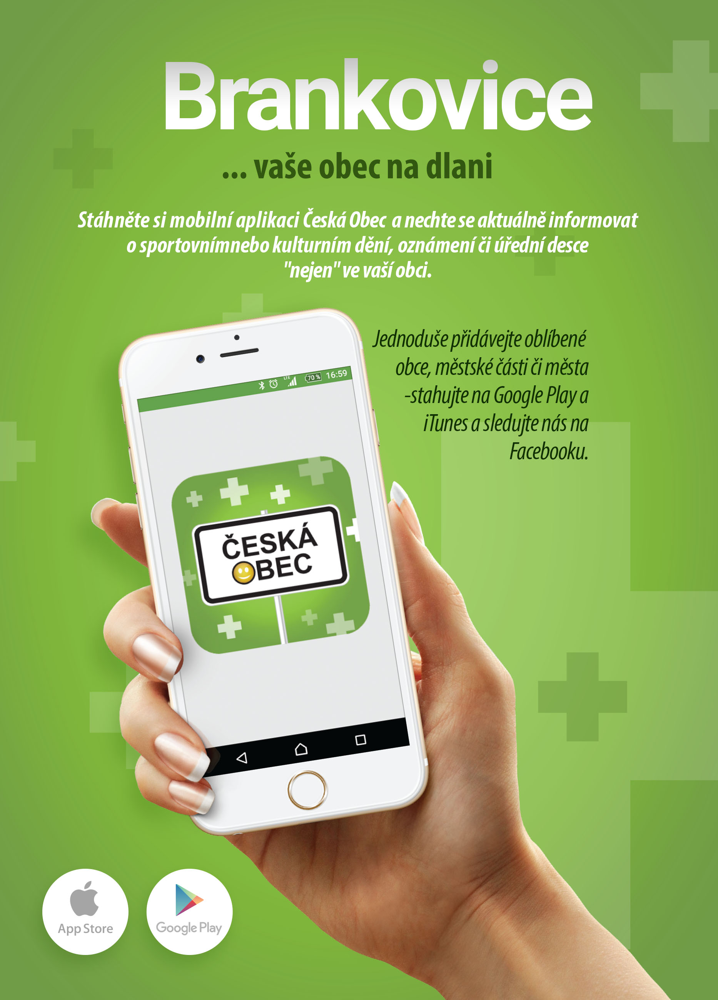 Brankovice
... vaše obec na dlani
Stáhněte si mobilní aplikaci Česká Obec a nechte se aktuálně informovat
o sportovnímnebo kulturním dění, oznámení či úřední desce
"nejen" ve vaší obci.
Jednoduše přidávejte oblíbené
obce, městské části či města
-stahujte na Google Play a
iTunes a sledujte nás na
Facebooku.
LTE 70 % 16:59
ČESKÁ
OBEC
App Store
Google Play